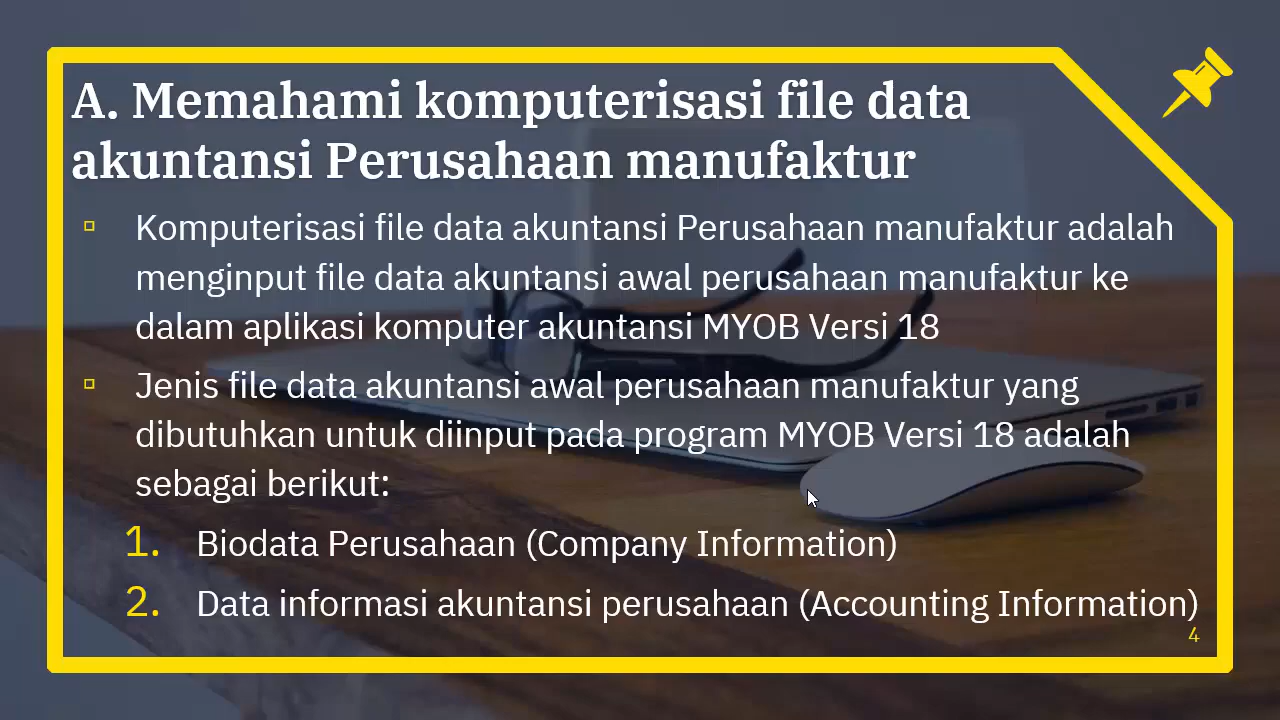 A. Memahami komputerisasi file data
akuntansi Perusahaan manufaktur
Komputerisasi file data akuntansi Perusahaan manufaktur adalah
menginput file data akuntansi awal perusahaan manufaktur ke
dalam aplikasi komputer akuntansi MYOB Versi 18
Jenis file data akuntansi awal perusahaan manufaktur yang
dibutuhkan untuk diinput pada program MYOB Versi 18 adalah
sebagai berikut:
1. Biodata Perusahaan (Company Information)
2. Data informasi akuntansi perusahaan (Accounting Information)
4